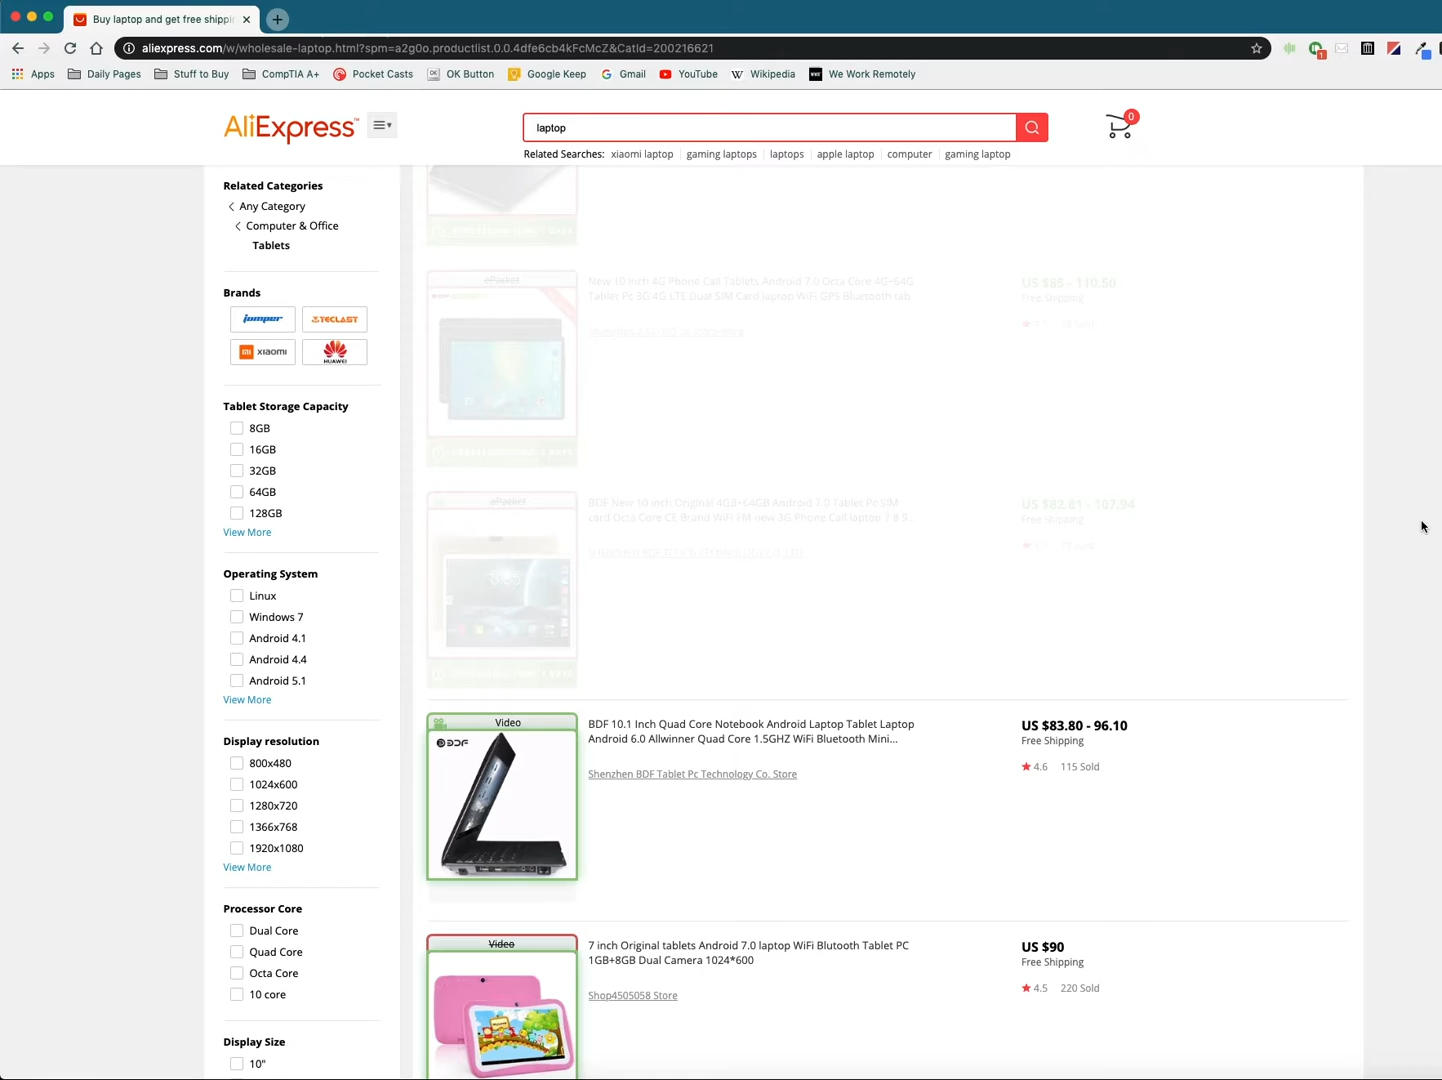 Buy laptop and get free shippin
aliexpress.com/w/wholesale-laptop.html?spm=a2g0o.productlist.0.0.4dfe6cb4kFcMcZ&CatId=200216621
1
Apps
Daily Pages
Stuff to Buy
CompTIA A+
Pocket Casts
OK Button
Google Keep
Gmail
YouTube
Wikipedia
We Work Remotely
AliExpress
laptop
0
Related Searches: xiaomi laptop gaming laptops laptops apple laptop computer gaming laptop
Related Categories
Any Category
Computer & Office
Tablets
Brands
jumper
TECLAST
xiaomi
HUAWEI
Tablet Storage Capacity
8GB
16GB
32GB
64GB
128GB
View More
Operating System
Linux
Windows 7
Android 4.1
Android 4.4
Android 5.1
View More
Display resolution
800x480
1024x600
1280x720
1366x768
1920x1080
View More
Processor Core
Dual Core
Quad Core
Octa Core
10 core
Display Size
10"
ePacket
New 10 Inch 4G Phone Call Tablets Android 7.0 Octa Core 4G+64G
Tablet Pc 3G 4G LTE Dual SIM Card laptop WiFi GPS Bluetooth tab
US $85 - 110.50
Free Shipping
ePacket
BDF New 10 inch Original 4GB+64GB Android 7.0 Tablet Pc SIM
card Octa Core CE Brand WiFi FM new 3G Phone Call laptop 7 8 9...
US $82.81 - 107.94
Free Shipping
Video
BDF
BDF 10.1 Inch Quad Core Notebook Android Laptop Tablet Laptop
Android 6.0 Allwinner Quad Core 1.5GHZ WiFi Bluetooth Mini...
Shenzhen BDF Tablet Pc Technology Co. Store
US $83.80 - 96.10
Free Shipping
4.6 115 Sold
Video
7 inch Original tablets Android 7.0 laptop WiFi Blutooth Tablet PC
1GB+8GB Dual Camera 1024*600
Shop4505058 Store
US $90
Free Shipping
4.5 220 Sold